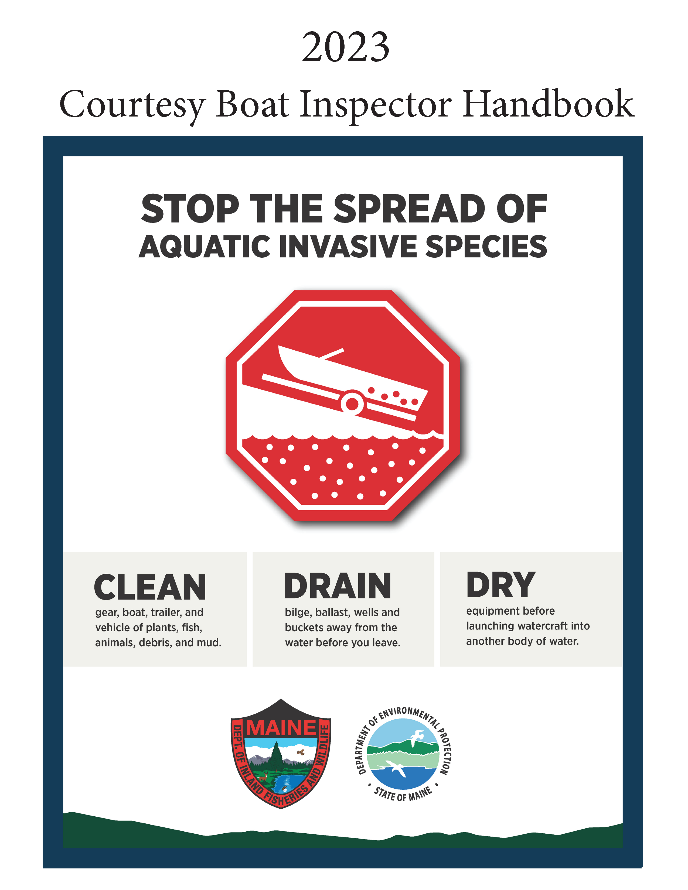 2023
Courtesy Boat Inspector Handbook
STOP THE SPREAD OF
AQUATIC INVASIVE SPECIES
CLEAN
gear, boat, trailer, and
vehicle of plants, fish,
animals, debris, and mud.
DRAIN
bilge, ballast, wells and
buckets away from the
water before you leave.
DRY
equipment before
launching watercraft into
another body of water.
MAINE
DEPT. OF INLAND FISHERIES AND WILDLIFE
DEPARTMENT OF ENVIRONMENTAL PROTECTION
• STATE OF MAINE •